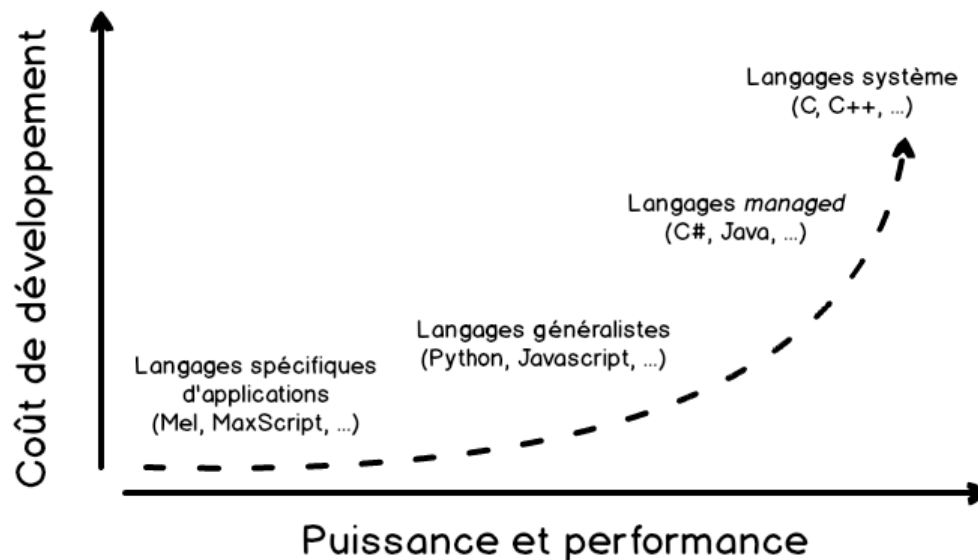 Coût de développement
Langages système
(C, C++, ...)
Langages managed
(C#, Java, ...)
Langages généralistes
(Python, Javascript, ...)
Langages spécifiques
d'applications
(Mel, MaxScript, ...)
Puissance et performance